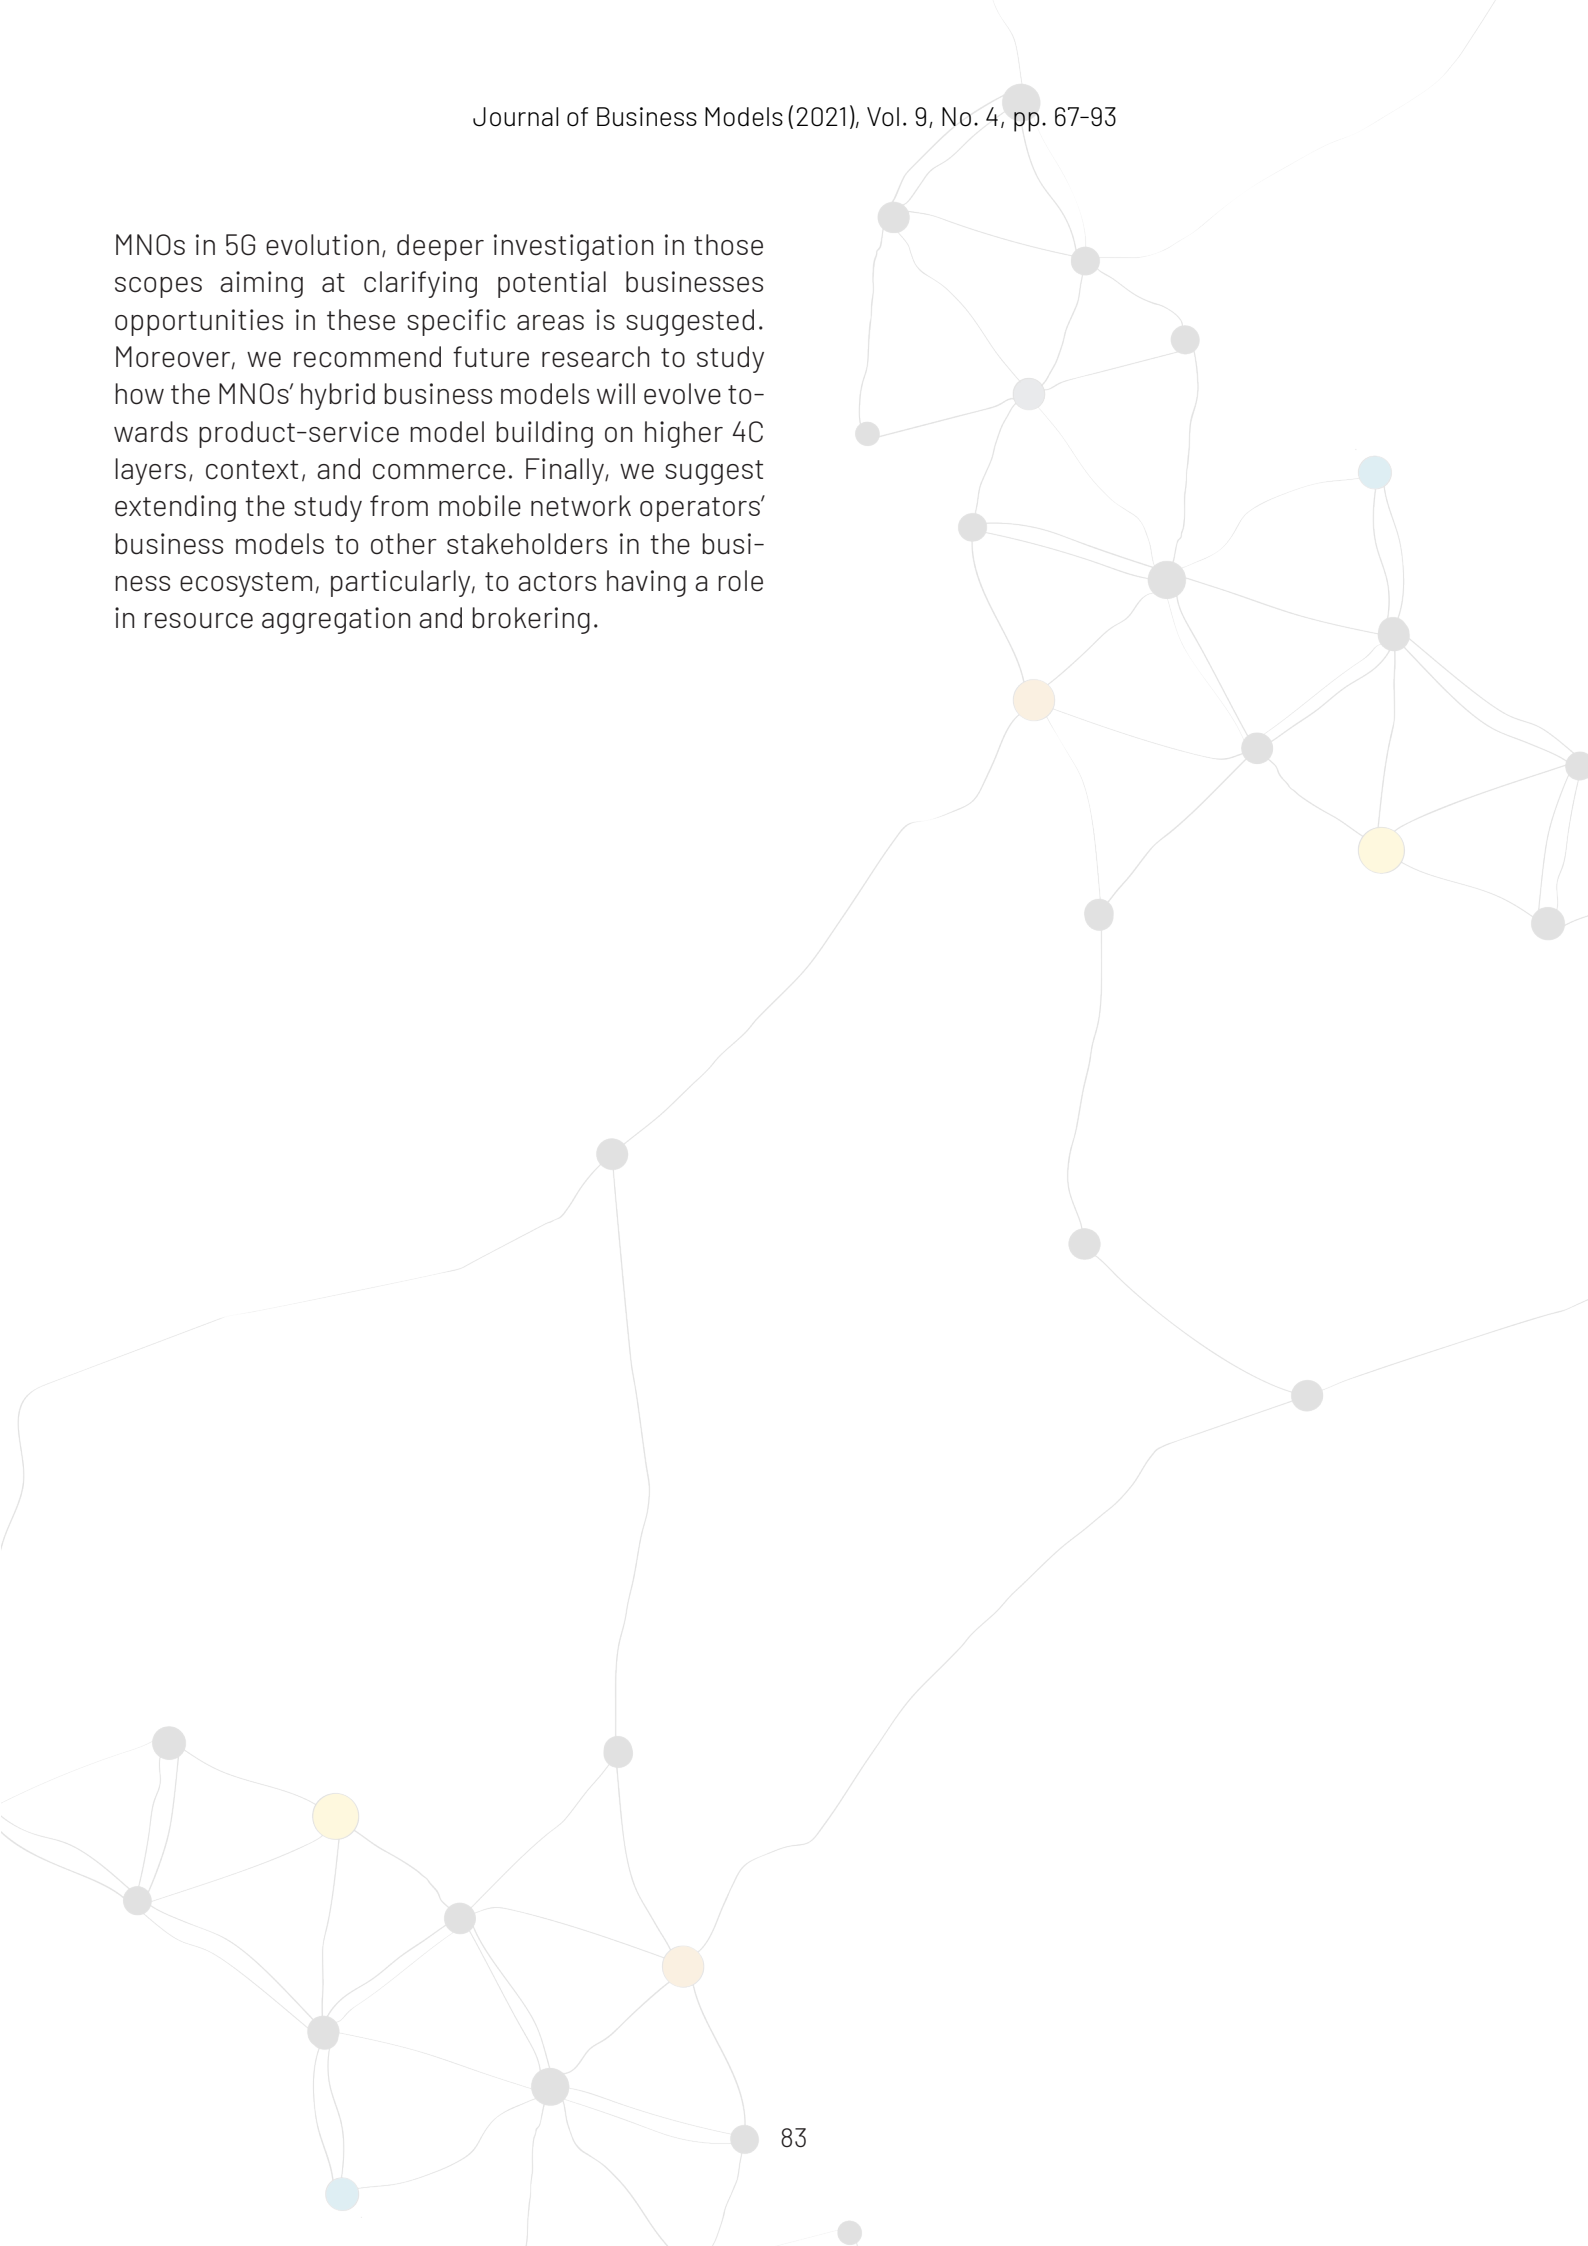 Journal of Business Models (2021), Vol. 9, No. 4, pp. 67-93
MNOs in 5G evolution, deeper investigation in those
scopes aiming at clarifying potential businesses
opportunities in these specific areas is suggested.
Moreover, we recommend future research to study
how the MNOs’ hybrid business models will evolve to-
wards product-service model building on higher 4C
layers, context, and commerce. Finally, we suggest
extending the study from mobile network operators’
business models to other stakeholders in the busi-
ness ecosystem, particularly, to actors having a role
in resource aggregation and brokering.
83